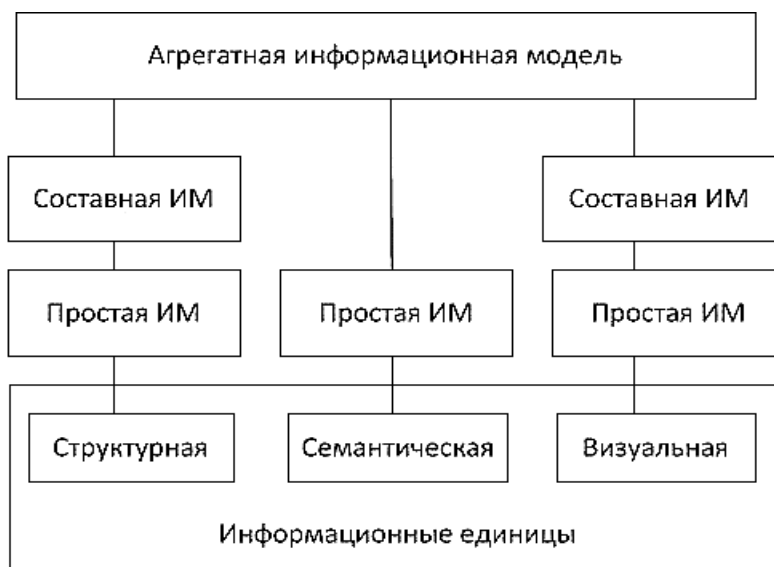 Агрегатная информационная модель
Составная ИМ
Составная ИМ
Простая ИМ
Простая ИМ
Простая ИМ
Структурная
Семантическая
Визуальная
Информационные единицы